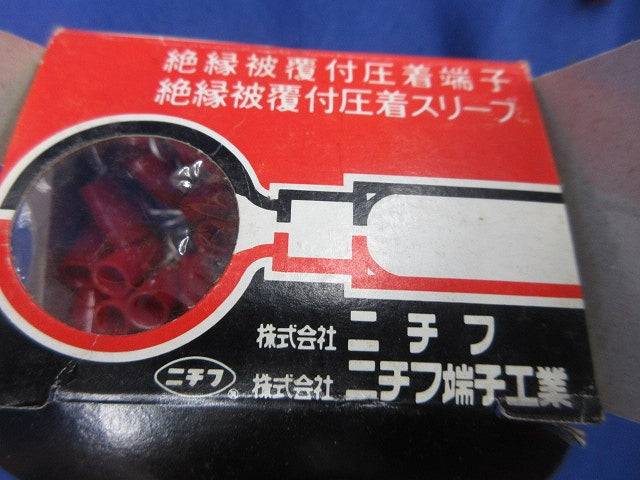 絶縁被覆付圧着端子
絶縁被覆付圧着スリーブ
株式会社 ニチフ
ニチフ ® 株式会社 ニチフ端子工業